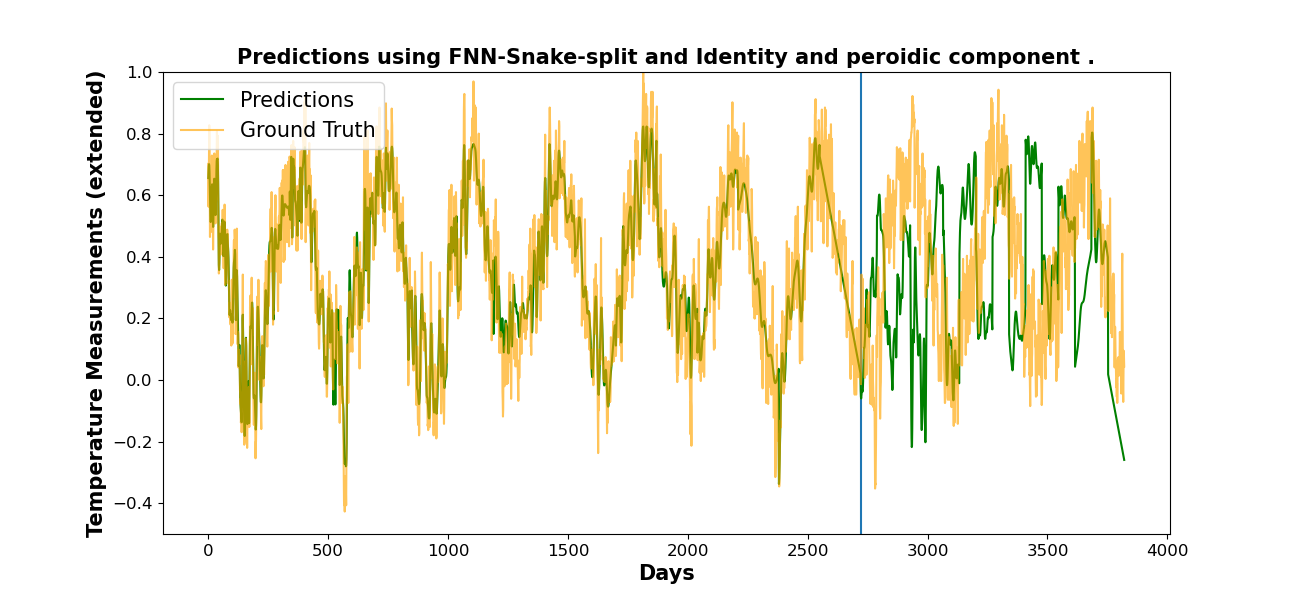 Predictions using FNN-Snake-split and Identity and peroidic component .
Temperature Measurements (extended)
1.0
0.8
0.6
0.4
0.2
0.0
−0.2
−0.4
Predictions
Ground Truth
0 500 1000 1500 2000 2500 3000 3500 4000
Days